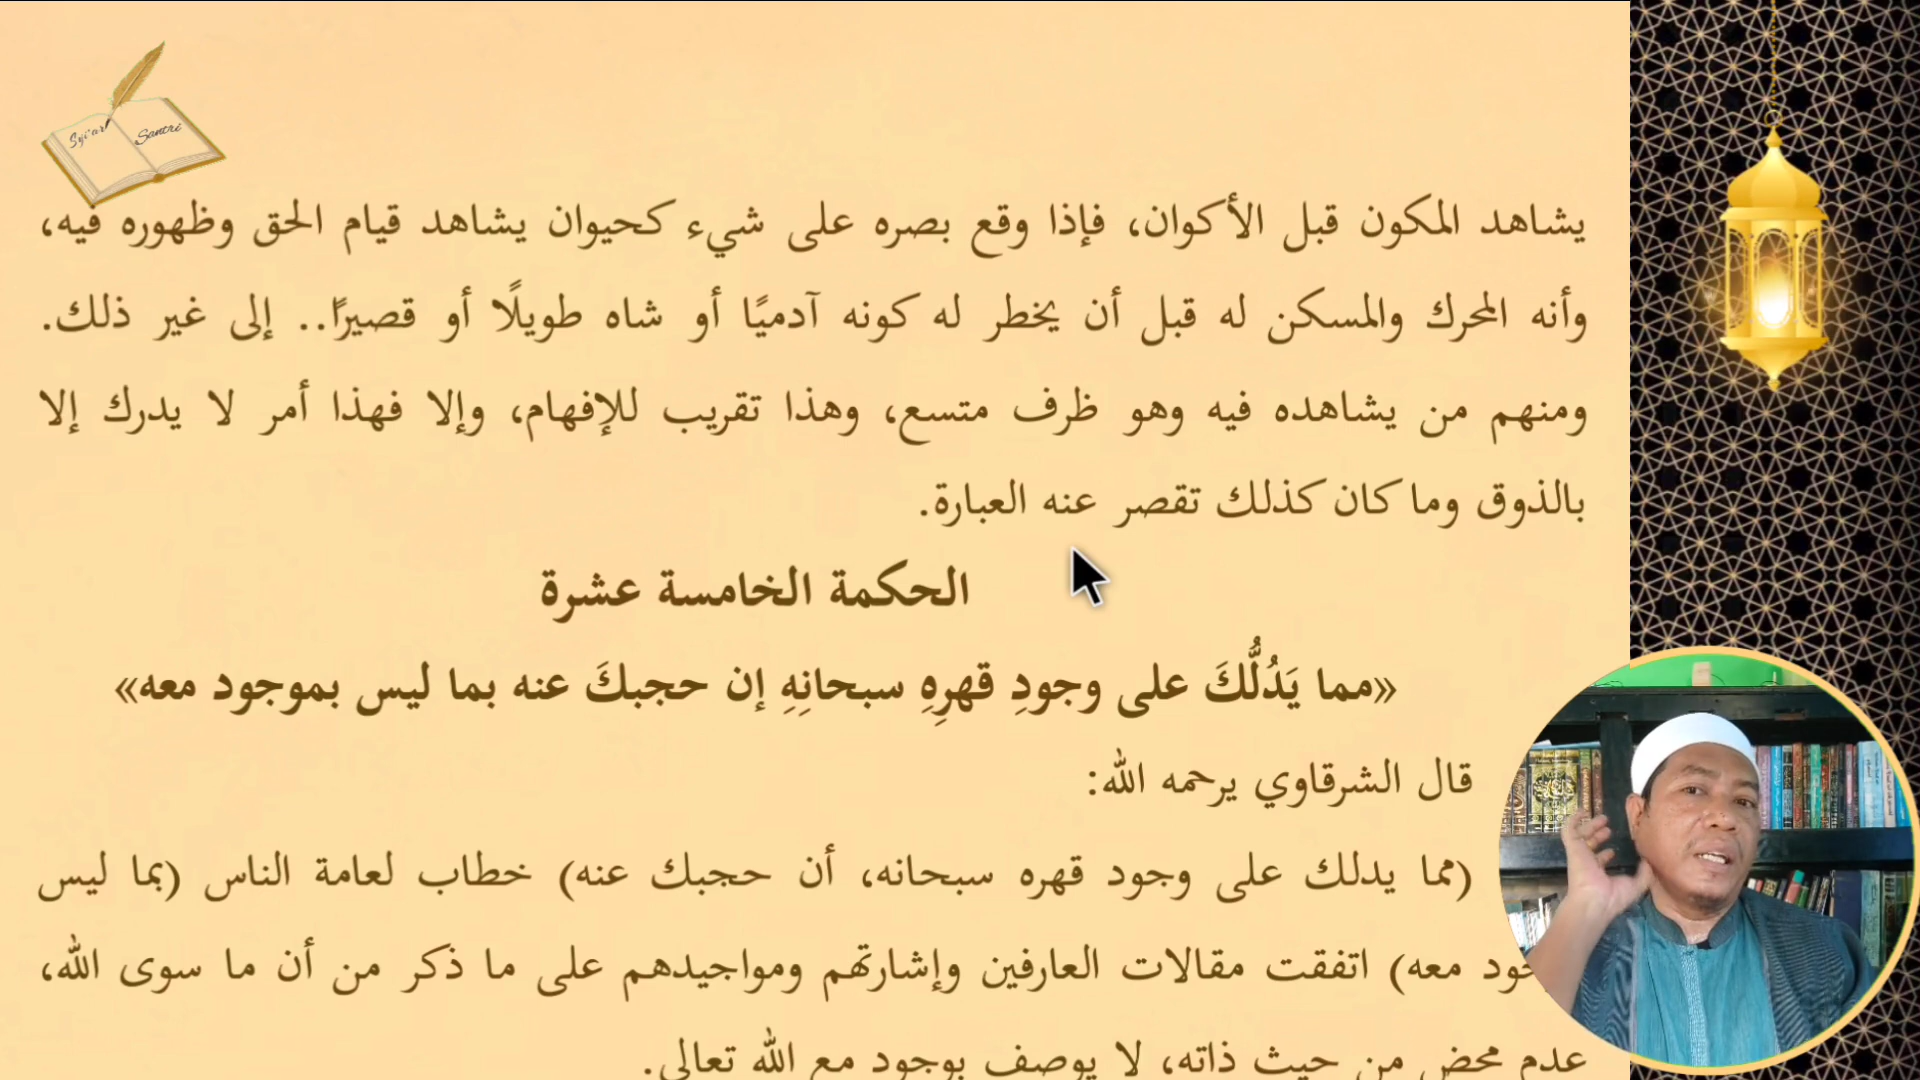 Syi'ar Santri
يشاهد المكون قبل الأكوان، فإذا وقع بصره على شيء كحيوان يشاهد قيام الحق وظهوره فيه،
وأنه المحرك والمسكن له قبل أن يخطر له كونه آدميًا أو شاه طويلًا أو قصيرًا.. إلى غير ذلك.
ومنهم من يشاهده فيه وهو ظرف متسع، وهذا تقريب للإفهام، وإلا فهذا أمر لا يدرك إلا
بالذوق وما كان كذلك تقصر عنه العبارة.
الحكمة الخامسة عشرة
«مما يَدُلُّكَ على وجودِ قهرِهِ سبحانِهِ إن حجبكَ عنه بما ليس بموجود معه»
قال الشرقاوي يرحمه الله:
(مما يدلك على وجود قهره سبحانه، أن حجبك عنه) خطاب لعامة الناس (بما ليس
معه) اتفقت مقالات العارفين وإشارتهم ومواجيدهم على ما ذكر من أن ما سوى الله،
عدم محض من حيث ذاته، لا يوصف بوجود مع الله تعالى.